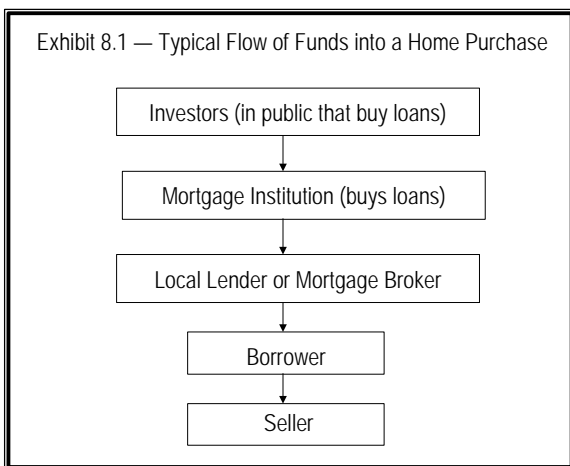 Exhibit 8.1 — Typical Flow of Funds into a Home Purchase
Investors (in public that buy loans)
Mortgage Institution (buys loans)
Local Lender or Mortgage Broker
Borrower
Seller